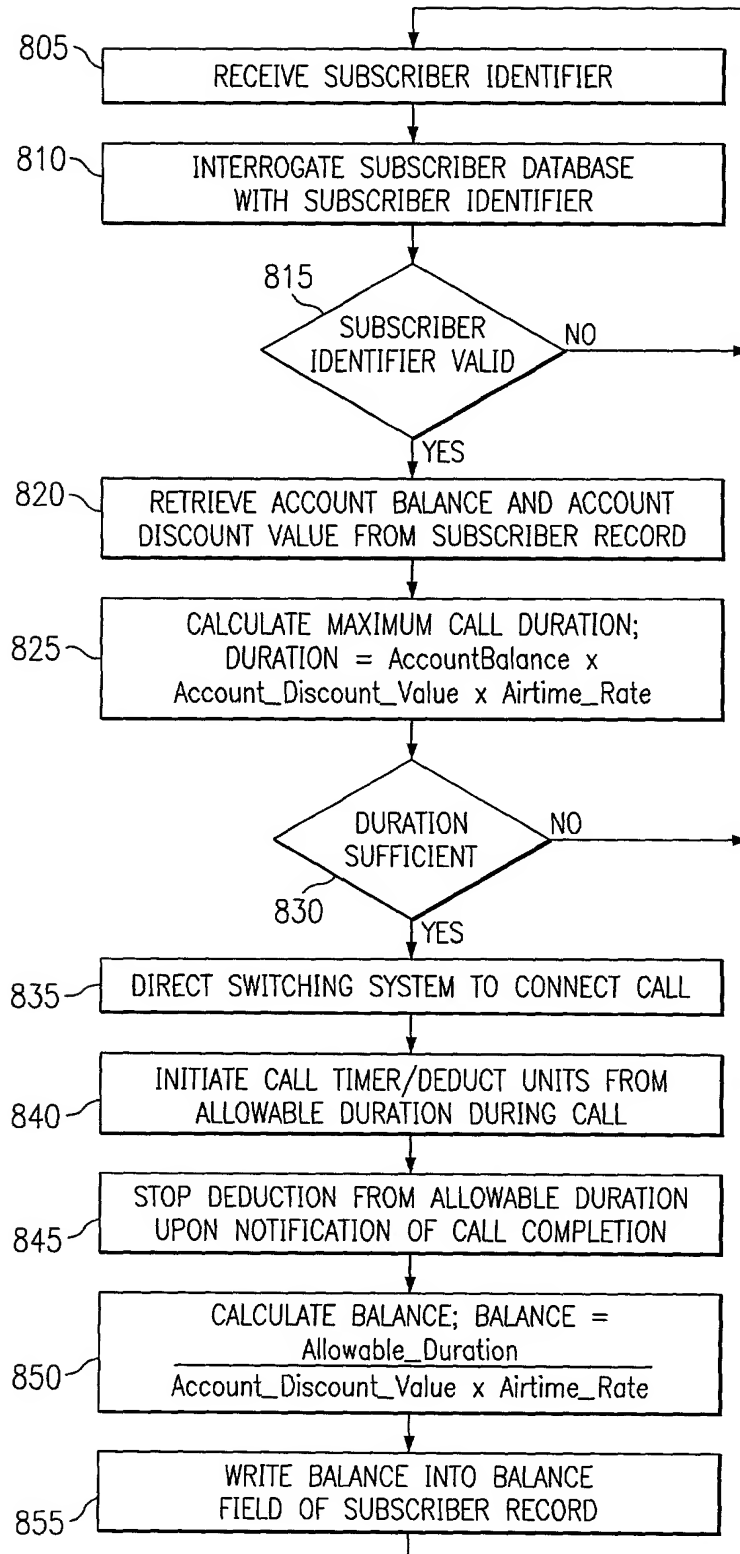 805
RECEIVE SUBSCRIBER IDENTIFIER
810
INTERROGATE SUBSCRIBER DATABASE
WITH SUBSCRIBER IDENTIFIER
815
SUBSCRIBER
IDENTIFIER VALID
NO
YES
820
RETRIEVE ACCOUNT BALANCE AND ACCOUNT
DISCOUNT VALUE FROM SUBSCRIBER RECORD
825
CALCULATE MAXIMUM CALL DURATION;
DURATION = AccountBalance x
Account_Discount_Value x Airtime_Rate
DURATION
SUFFICIENT
NO
830
YES
835
DIRECT SWITCHING SYSTEM TO CONNECT CALL
840
INITIATE CALL TIMER/DEDUCT UNITS FROM
ALLOWABLE DURATION DURING CALL
845
STOP DEDUCTION FROM ALLOWABLE DURATION
UPON NOTIFICATION OF CALL COMPLETION
850
CALCULATE BALANCE; BALANCE =
Allowable_Duration
Account_Discount_Value x Airtime_Rate
855
WRITE BALANCE INTO BALANCE
FIELD OF SUBSCRIBER RECORD